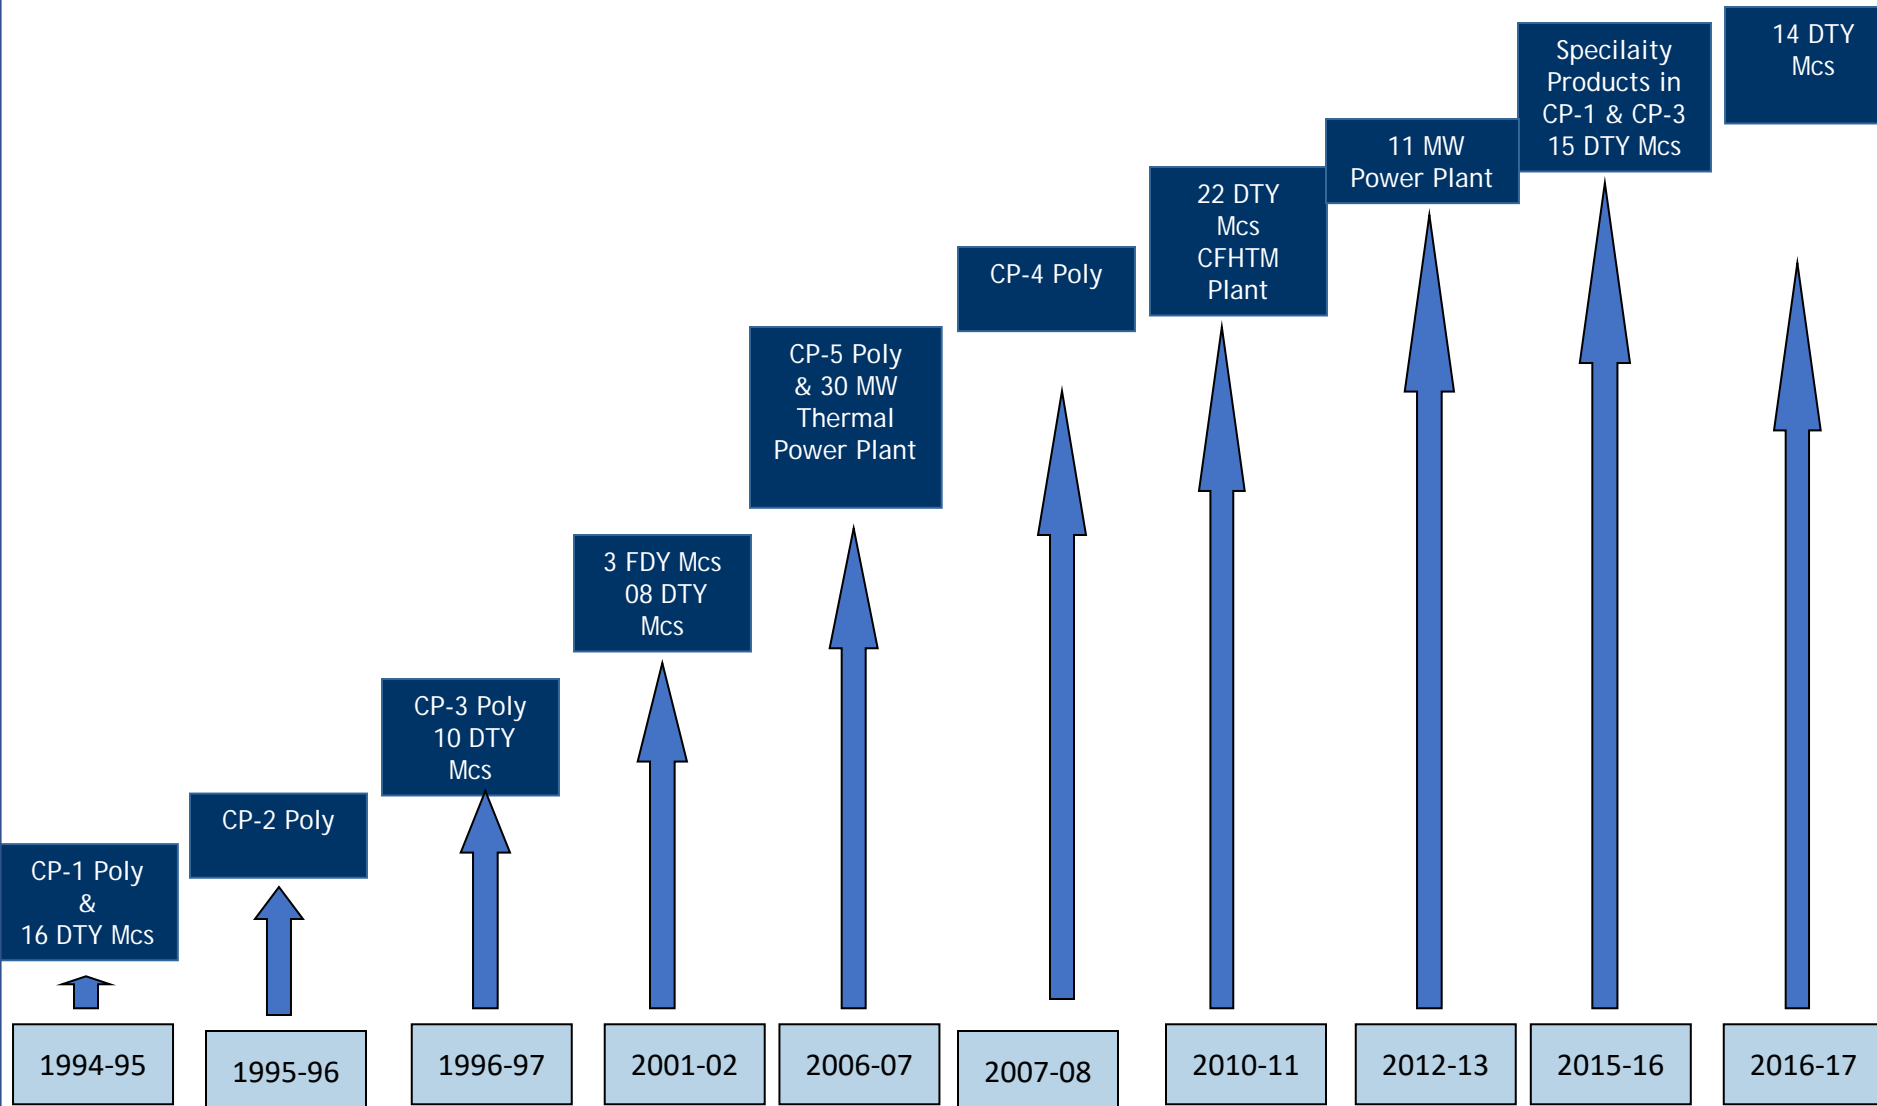 CP-1 Poly
&
16 DTY Mcs
CP-2 Poly
CP-3 Poly
10 DTY
Mcs
3 FDY Mcs
08 DTY
Mcs
CP-5 Poly
& 30 MW
Thermal
Power Plant
CP-4 Poly
22 DTY
Mcs
CFHTM
Plant
11 MW
Power Plant
Specilaity
Products in
CP-1 & CP-3
15 DTY Mcs
14 DTY
Mcs
1994-95
1995-96
1996-97
2001-02
2006-07
2007-08
2010-11
2012-13
2015-16
2016-17